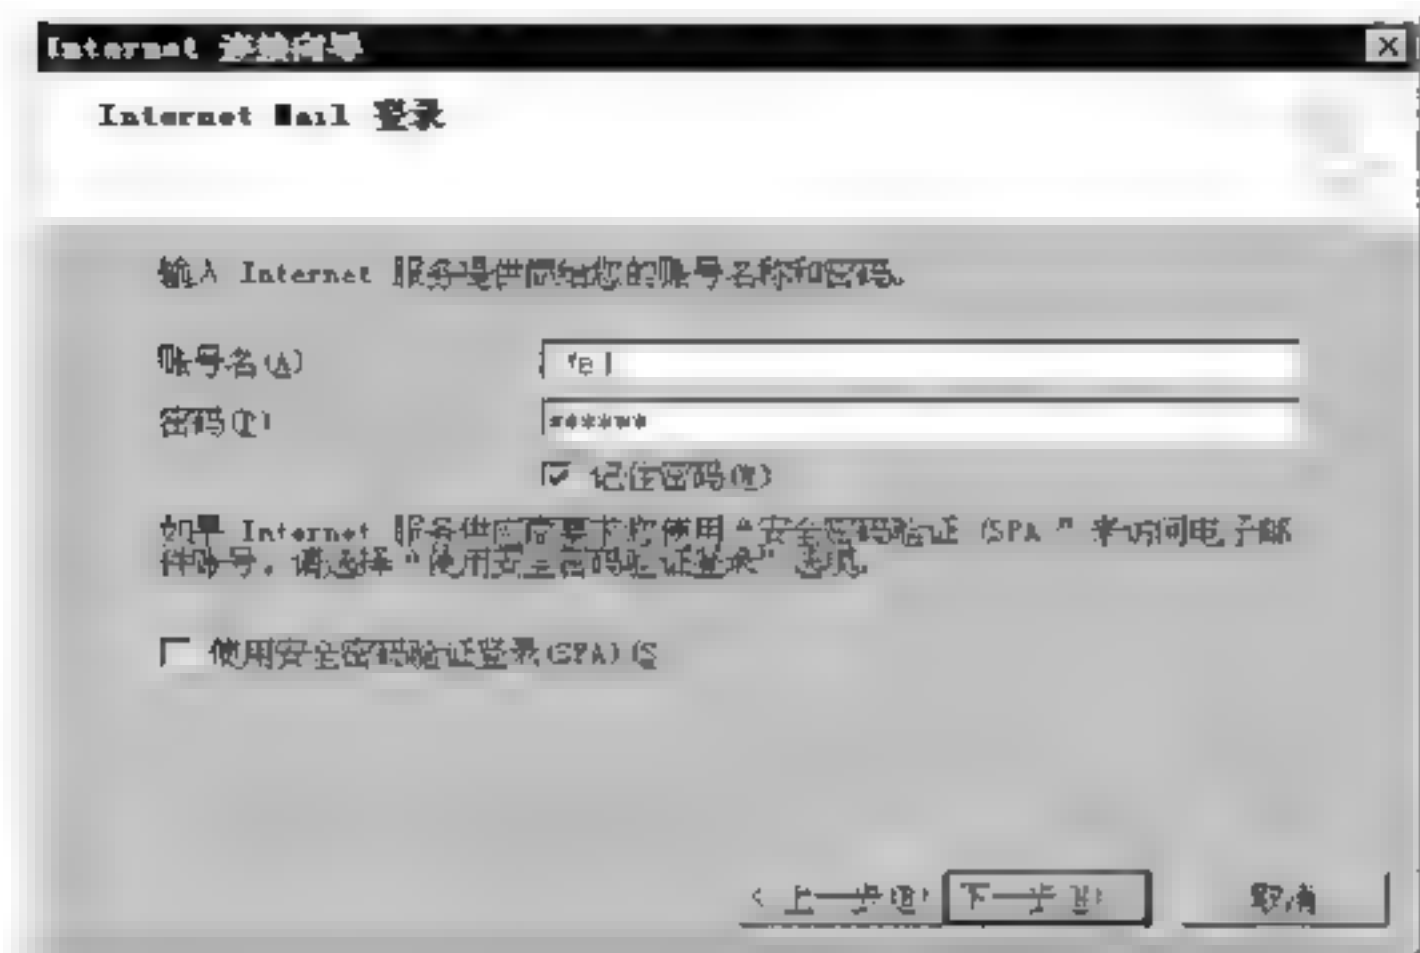 Internet 连接向导
Internet Mail 登录
输入 Internet 服务提供商给您的账号名称和密码。
账号名(A)
密码(P)
******
记住密码(W)
如果 Internet 服务供应商要求您使用“安全密码验证 (SPA)”来访问电子邮
件账号，请选择“使用安全密码验证登录”选项。
使用安全密码验证登录(SPA)(S
< 上一步(B)
下一步(N)
取消